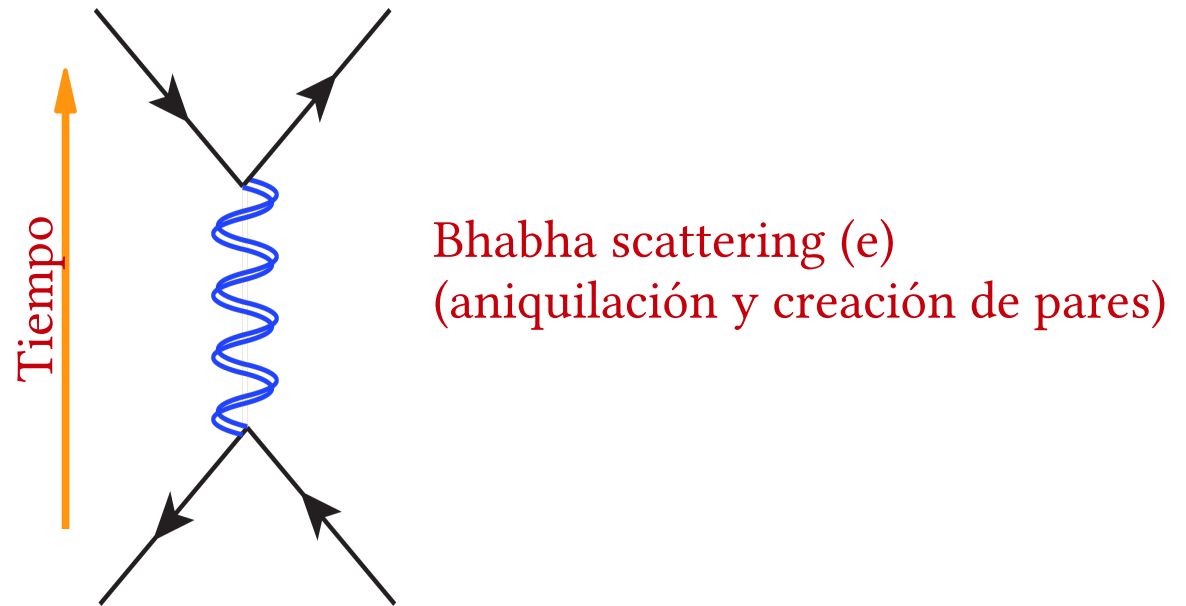 Tiempo
Bhabha scattering (e)
(aniquilación y creación de pares)